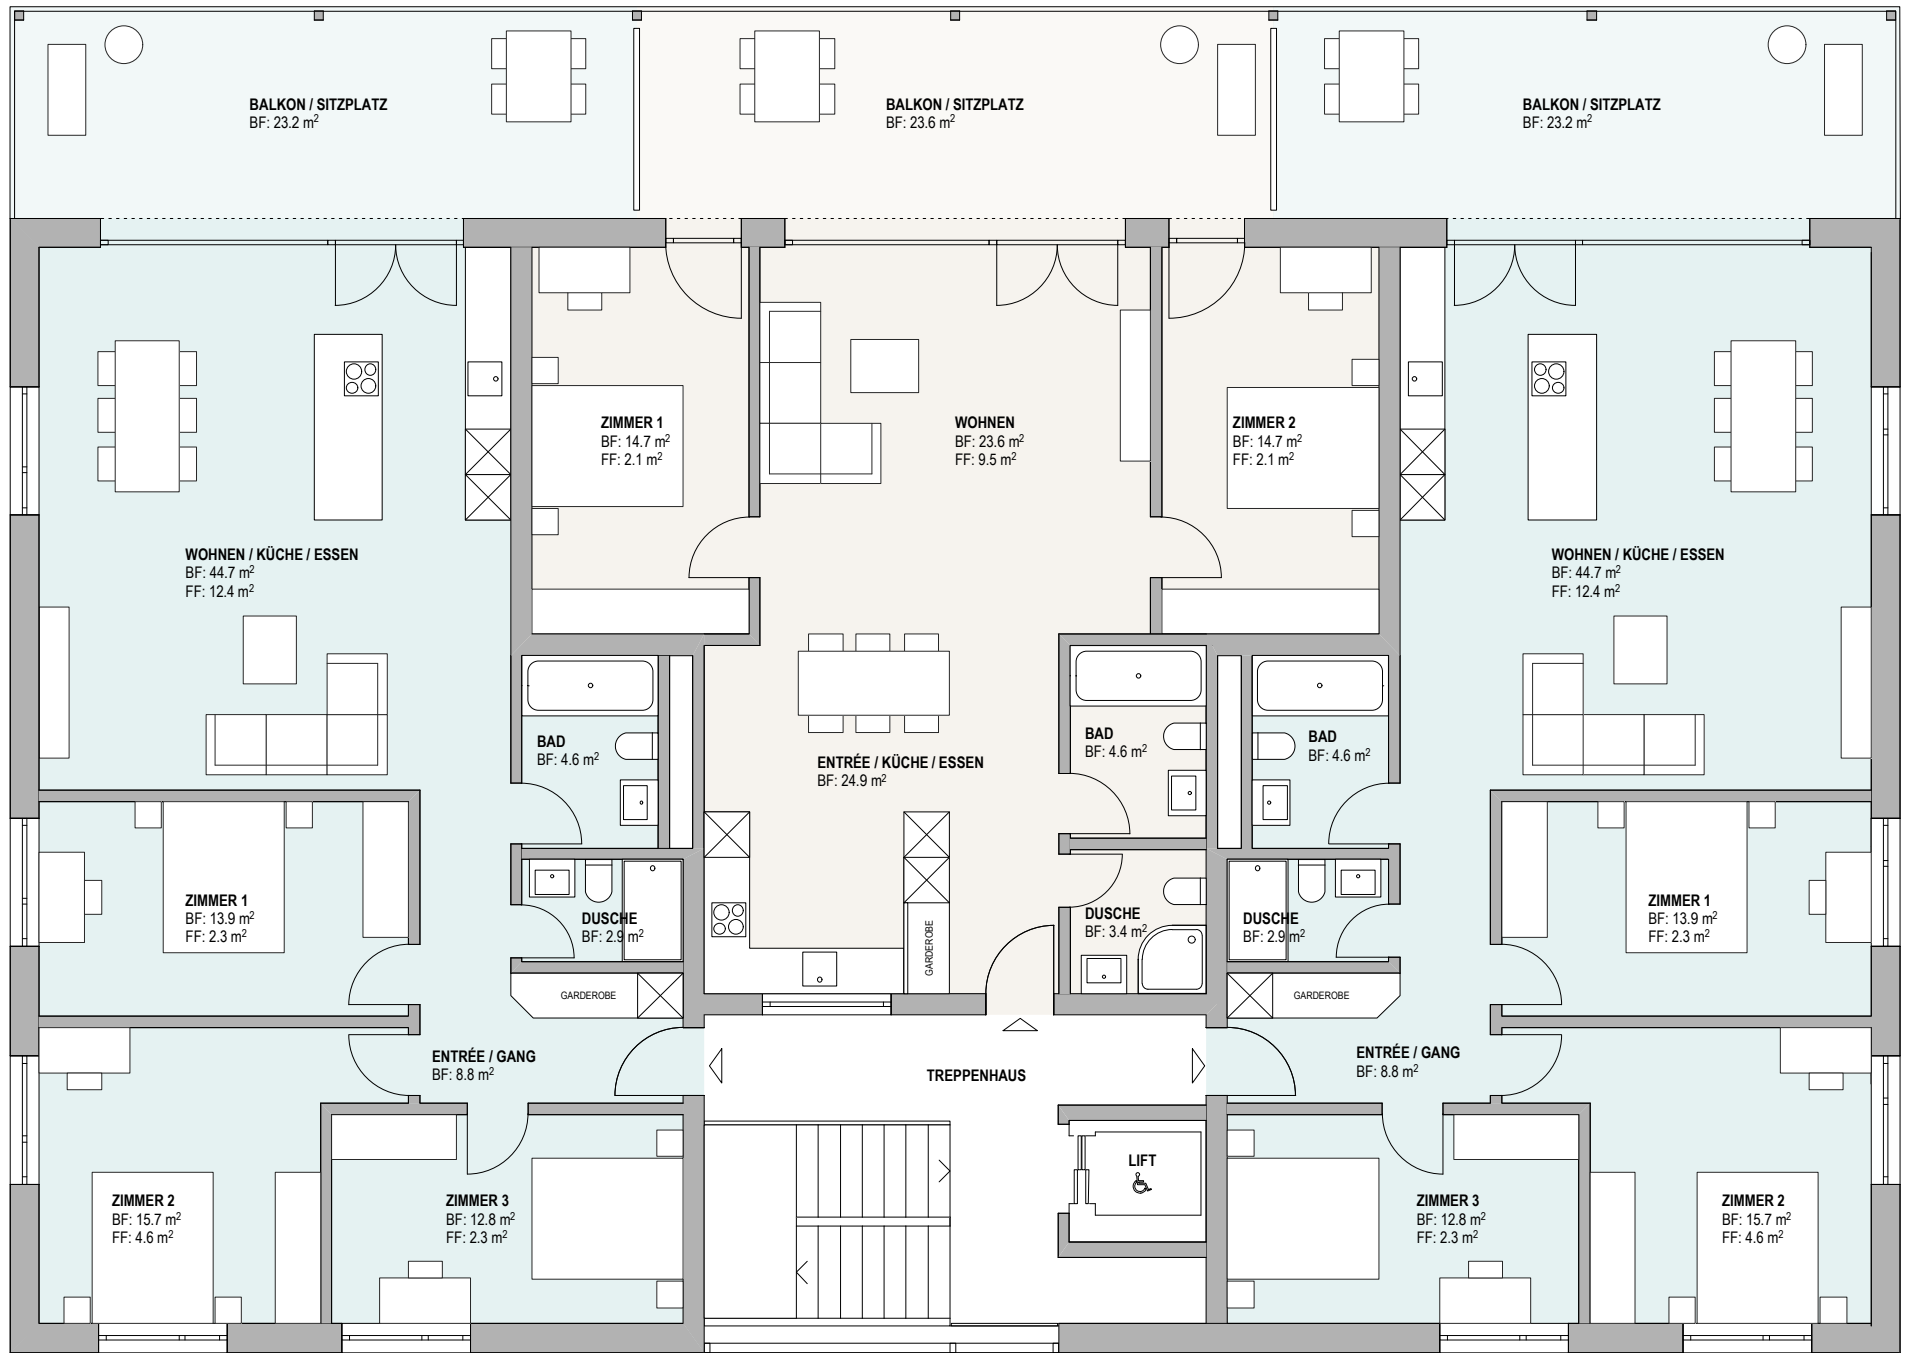 BALKON / SITZPLATZ
BF: 23.2 m²
BALKON / SITZPLATZ
BF: 23.6 m²
BALKON / SITZPLATZ
BF: 23.2 m²
ZIMMER 1
BF: 14.7 m²
FF: 2.1 m²
WOHNEN
BF: 23.6 m²
FF: 9.5 m²
ZIMMER 2
BF: 14.7 m²
FF: 2.1 m²
WOHNEN / KÜCHE / ESSEN
BF: 44.7 m²
FF: 12.4 m²
WOHNEN / KÜCHE / ESSEN
BF: 44.7 m²
FF: 12.4 m²
BAD
BF: 4.6 m²
ENTRÉE / KÜCHE / ESSEN
BF: 24.9 m²
BAD
BF: 4.6 m²
BAD
BF: 4.6 m²
ZIMMER 1
BF: 13.9 m²
FF: 2.3 m²
DUSCHE
BF: 2.9 m²
GARDEROBE
DUSCHE
BF: 3.4 m²
DUSCHE
BF: 2.9 m²
ZIMMER 1
BF: 13.9 m²
FF: 2.3 m²
GARDEROBE
GARDEROBE
ENTRÉE / GANG
BF: 8.8 m²
TREPPENHAUS
ENTRÉE / GANG
BF: 8.8 m²
LIFT
ZIMMER 2
BF: 15.7 m²
FF: 4.6 m²
ZIMMER 3
BF: 12.8 m²
FF: 2.3 m²
ZIMMER 3
BF: 12.8 m²
FF: 2.3 m²
ZIMMER 2
BF: 15.7 m²
FF: 4.6 m²